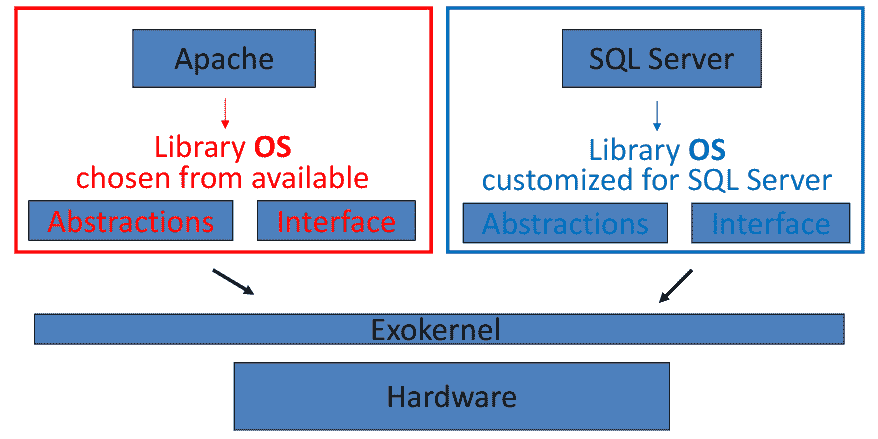 Apache
Library OS
chosen from available
Abstractions
Interface
SQL Server
Library OS
customized for SQL Server
Abstractions
Interface
Exokernel
Hardware